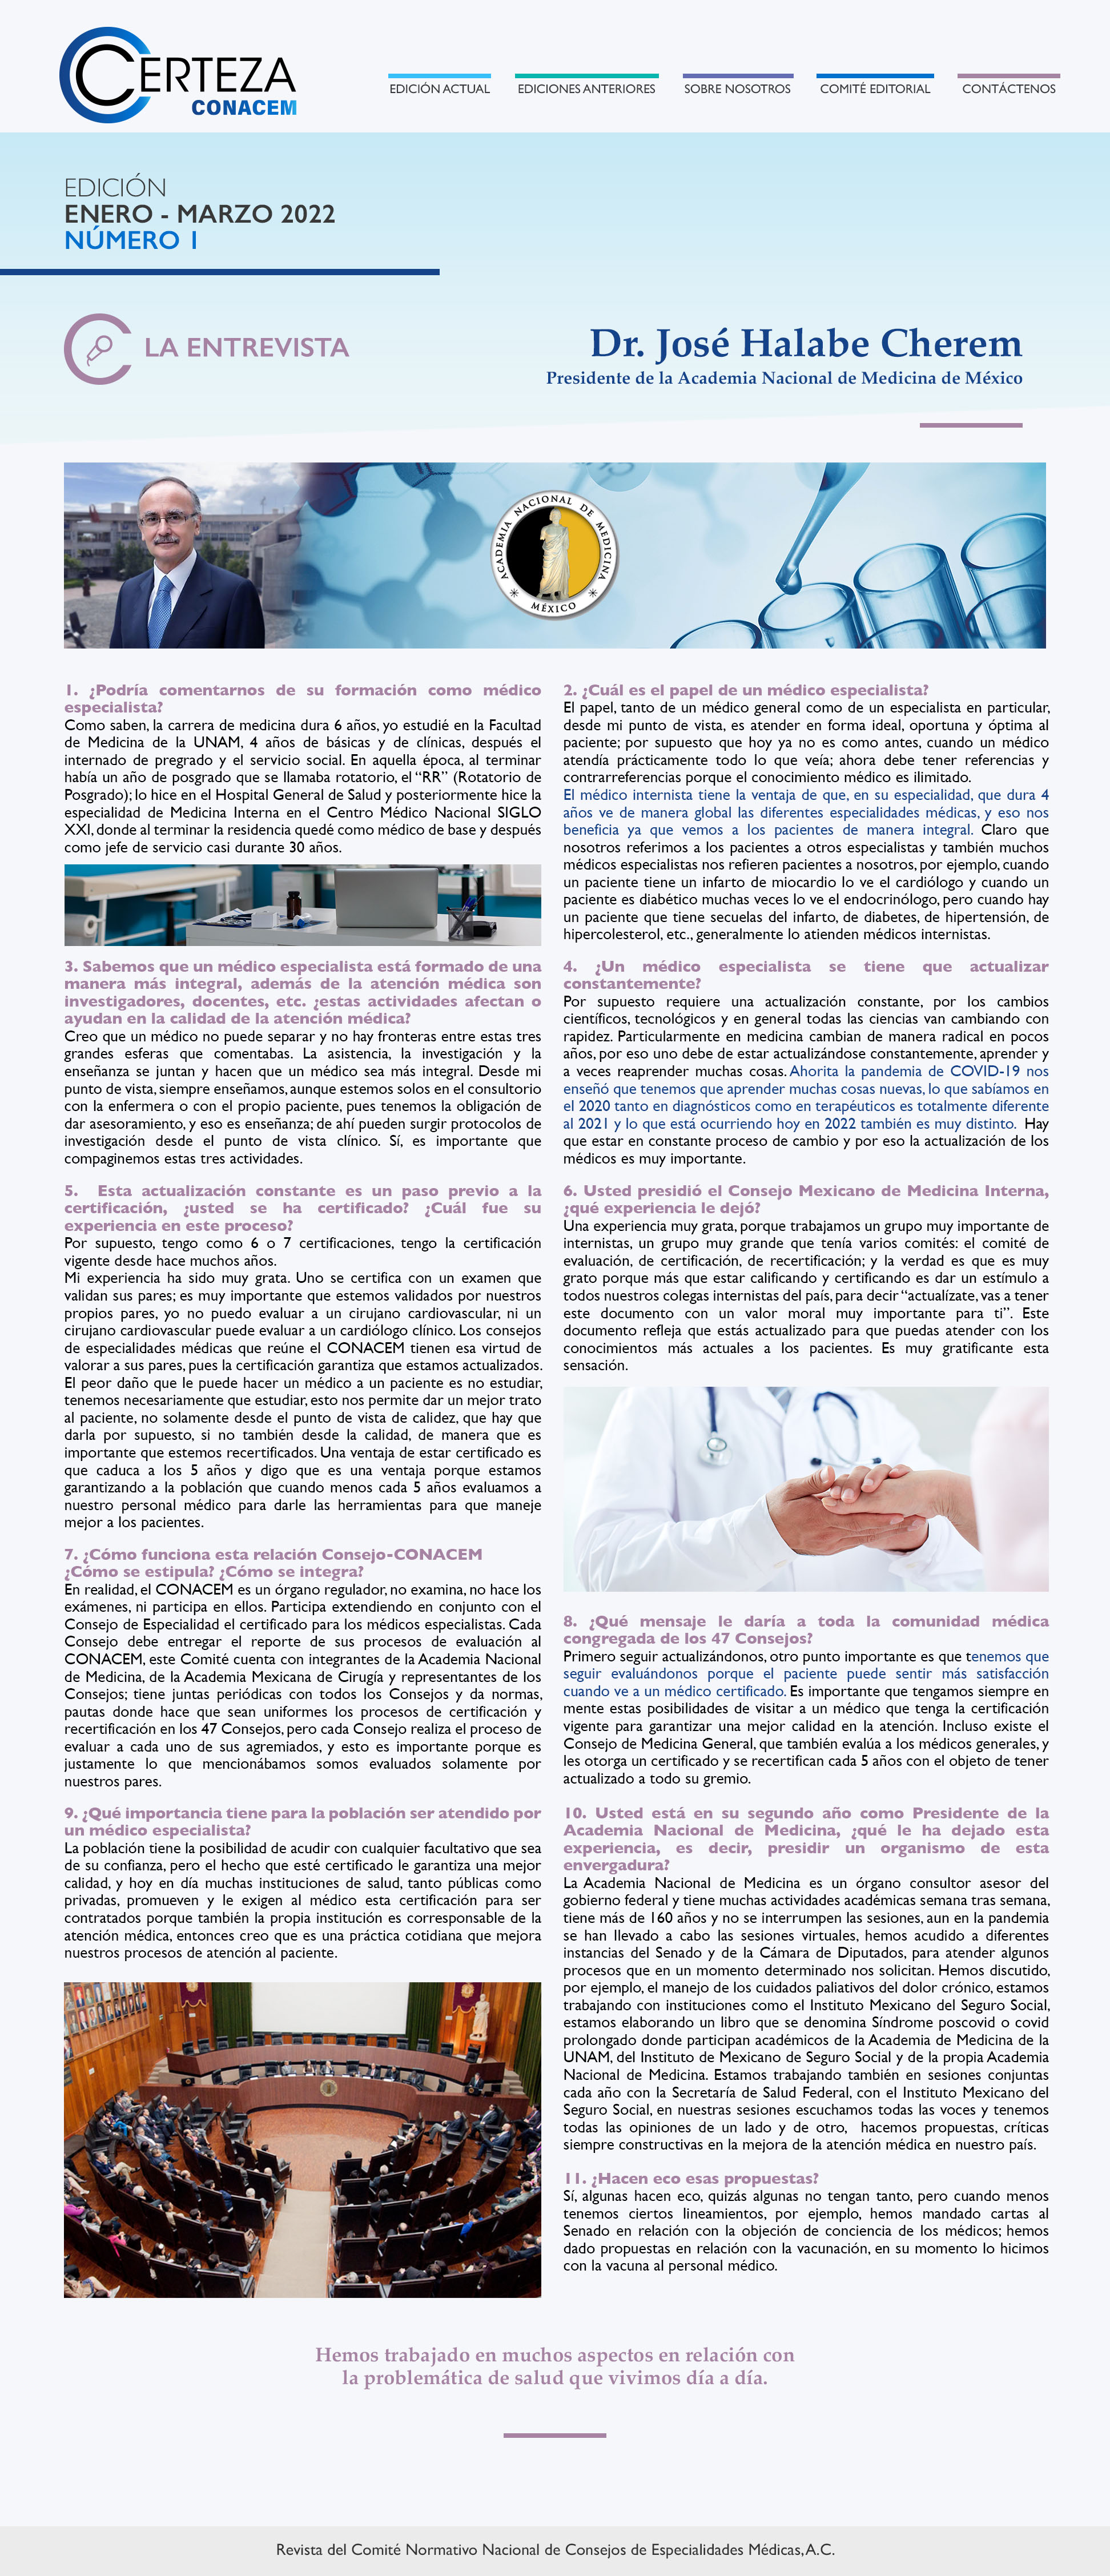 CERTEZA
CONACEM
EDICIÓN ACTUAL
EDICIONES ANTERIORES
SOBRE NOSOTROS
COMITÉ EDITORIAL
CONTÁCTENOS
EDICIÓN
ENERO - MARZO 2022
NÚMERO 1
LA ENTREVISTA
Dr. José Halabe Cherem
Presidente de la Academia Nacional de Medicina de México
ACADEMIA NACIONAL DE MEDICINA
MÉXICO
1. ¿Podría comentarnos de su formación como médico
especialista?
Como saben, la carrera de medicina dura 6 años, yo estudié en la Facultad
de Medicina de la UNAM, 4 años de básicas y de clínicas, después el
internado de pregrado y el servicio social. En aquella época, al terminar
había un año de posgrado que se llamaba rotatorio, el “RR” (Rotatorio de
Posgrado); lo hice en el Hospital General de Salud y posteriormente hice la
especialidad de Medicina Interna en el Centro Médico Nacional SIGLO
XXI, donde al terminar la residencia quedé como médico de base y después
como jefe de servicio casi durante 30 años.
2. ¿Cuál es el papel de un médico especialista?
El papel, tanto de un médico general como de un especialista en particular,
desde mi punto de vista, es atender en forma ideal, oportuna y óptima al
paciente; por supuesto que hoy ya no es como antes, cuando un médico
atendía prácticamente todo lo que veía; ahora debe tener referencias y
contrarreferencias porque el conocimiento médico es ilimitado.
El médico internista tiene la ventaja de que, en su especialidad, que dura 4
años ve de manera global las diferentes especialidades médicas, y eso nos
beneficia ya que vemos a los pacientes de manera integral. Claro que
nosotros referimos a los pacientes a otros especialistas y también muchos
médicos especialistas nos refieren pacientes a nosotros, por ejemplo, cuando
un paciente tiene un infarto de miocardio lo ve el cardiólogo y cuando un
paciente es diabético muchas veces lo ve el endocrinólogo, pero cuando hay
un paciente que tiene secuelas del infarto, de diabetes, de hipertensión, de
hipercolesterol, etc., generalmente lo atienden médicos internistas.
3. Sabemos que un médico especialista está formado de una
manera más integral, además de la atención médica son
investigadores, docentes, etc. ¿estas actividades afectan o
ayudan en la calidad de la atención médica?
Creo que un médico no puede separar y no hay fronteras entre estas tres
grandes esferas que comentabas. La asistencia, la investigación y la
enseñanza se juntan y hacen que un médico sea más integral. Desde mi
punto de vista, siempre enseñamos, aunque estemos solos en el consultorio
con la enfermera o con el propio paciente, pues tenemos la obligación de
dar asesoramiento, y eso es enseñanza; de ahí pueden surgir protocolos de
investigación desde el punto de vista clínico. Sí, es importante que
compaginemos estas tres actividades.
4. ¿Un médico especialista se tiene que actualizar
constantemente?
Por supuesto requiere una actualización constante, por los cambios
científicos, tecnológicos y en general todas las ciencias van cambiando con
rapidez. Particularmente en medicina cambian de manera radical en pocos
años, por eso uno debe de estar actualizándose constantemente, aprender y
a veces reaprender muchas cosas. Ahorita la pandemia de COVID-19 nos
enseñó que tenemos que aprender muchas cosas nuevas, lo que sabíamos en
el 2020 tanto en diagnósticos como en terapéuticos es totalmente diferente
al 2021 y lo que está ocurriendo hoy en 2022 también es muy distinto. Hay
que estar en constante proceso de cambio y por eso la actualización de los
médicos es muy importante.
5. Esta actualización constante es un paso previo a la
certificación, ¿usted se ha certificado? ¿Cuál fue su
experiencia en este proceso?
Por supuesto, tengo como 6 o 7 certificaciones, tengo la certificación
vigente desde hace muchos años.
Mi experiencia ha sido muy grata. Uno se certifica con un examen que
validan sus pares; es muy importante que estemos validados por nuestros
propios pares, yo no puedo evaluar a un cirujano cardiovascular, ni un
cirujano cardiovascular puede evaluar a un cardiólogo clínico. Los consejos
de especialidades médicas que reúne el CONACEM tienen esa virtud de
valorar a sus pares, pues la certificación garantiza que estamos actualizados.
El peor daño que le puede hacer un médico a un paciente es no estudiar,
tenemos necesariamente que estudiar, esto nos permite dar un mejor trato
al paciente, no solamente desde el punto de vista de calidez, que hay que
darla por supuesto, si no también desde la calidad, de manera que es
importante que estemos recertificados. Una ventaja de estar certificado es
que caduca a los 5 años y digo que es una ventaja porque estamos
garantizando a la población que cuando menos cada 5 años evaluamos a
nuestro personal médico para darle las herramientas para que maneje
mejor a los pacientes.
6. Usted presidió el Consejo Mexicano de Medicina Interna,
¿qué experiencia le dejó?
Una experiencia muy grata, porque trabajamos un grupo muy importante de
internistas, un grupo muy grande que tenía varios comités: el comité de
evaluación, de certificación, de recertificación; y la verdad es que es muy
grato porque más que estar calificando y certificando es dar un estímulo a
todos nuestros colegas internistas del país, para decir “actualízate, vas a tener
este documento con un valor moral muy importante para ti”. Este
documento refleja que estás actualizado para que puedas atender con los
conocimientos más actuales a los pacientes. Es muy gratificante esta
sensación.
7. ¿Cómo funciona esta relación Consejo-CONACEM
¿Cómo se estipula? ¿Cómo se integra?
En realidad, el CONACEM es un órgano regulador, no examina, no hace los
exámenes, ni participa en ellos. Participa extendiendo en conjunto con el
Consejo de Especialidad el certificado para los médicos especialistas. Cada
Consejo debe entregar el reporte de sus procesos de evaluación al
CONACEM, este Comité cuenta con integrantes de la Academia Nacional
de Medicina, de la Academia Mexicana de Cirugía y representantes de los
Consejos; tiene juntas periódicas con todos los Consejos y da normas,
pautas donde hace que sean uniformes los procesos de certificación y
recertificación en los 47 Consejos, pero cada Consejo realiza el proceso de
evaluar a cada uno de sus agremiados, y esto es importante porque es
justamente lo que mencionábamos somos evaluados solamente por
nuestros pares.
8. ¿Qué mensaje le daría a toda la comunidad médica
congregada de los 47 Consejos?
Primero seguir actualizándonos, otro punto importante es que tenemos que
seguir evaluándonos porque el paciente puede sentir más satisfacción
cuando ve a un médico certificado. Es importante que tengamos siempre en
mente estas posibilidades de visitar a un médico que tenga la certificación
vigente para garantizar una mejor calidad en la atención. Incluso existe el
Consejo de Medicina General, que también evalúa a los médicos generales, y
les otorga un certificado y se recertifican cada 5 años con el objeto de tener
actualizado a todo su gremio.
9. ¿Qué importancia tiene para la población ser atendido por
un médico especialista?
La población tiene la posibilidad de acudir con cualquier facultativo que sea
de su confianza, pero el hecho que esté certificado le garantiza una mejor
calidad, y hoy en día muchas instituciones de salud, tanto públicas como
privadas, promueven y le exigen al médico esta certificación para ser
contratados porque también la propia institución es corresponsable de la
atención médica, entonces creo que es una práctica cotidiana que mejora
nuestros procesos de atención al paciente.
10. Usted está en su segundo año como Presidente de la
Academia Nacional de Medicina, ¿qué le ha dejado esta
experiencia, es decir, presidir un organismo de esta
envergadura?
La Academia Nacional de Medicina es un órgano consultor asesor del
gobierno federal y tiene muchas actividades académicas semana tras semana,
tiene más de 160 años y no se interrumpen las sesiones, aun en la pandemia
se han llevado a cabo las sesiones virtuales, hemos acudido a diferentes
instancias del Senado y de la Cámara de Diputados, para atender algunos
procesos que en un momento determinado nos solicitan. Hemos discutido,
por ejemplo, el manejo de los cuidados paliativos del dolor crónico, estamos
trabajando con instituciones como el Instituto Mexicano del Seguro Social,
estamos elaborando un libro que se denomina Síndrome poscovid o covid
prolongado donde participan académicos de la Academia de Medicina de la
UNAM, del Instituto de Mexicano de Seguro Social y de la propia Academia
Nacional de Medicina. Estamos trabajando también en sesiones conjuntas
cada año con la Secretaría de Salud Federal, con el Instituto Mexicano del
Seguro Social, en nuestras sesiones escuchamos todas las voces y tenemos
todas las opiniones de un lado y de otro, hacemos propuestas, críticas
siempre constructivas en la mejora de la atención médica en nuestro país.
11. ¿Hacen eco esas propuestas?
Sí, algunas hacen eco, quizás algunas no tengan tanto, pero cuando menos
tenemos ciertos lineamientos, por ejemplo, hemos mandado cartas al
Senado en relación con la objeción de conciencia de los médicos; hemos
dado propuestas en relación con la vacunación, en su momento lo hicimos
con la vacuna al personal médico.
Hemos trabajado en muchos aspectos en relación con
la problemática de salud que vivimos día a día.
Revista del Comité Normativo Nacional de Consejos de Especialidades Médicas, A.C.